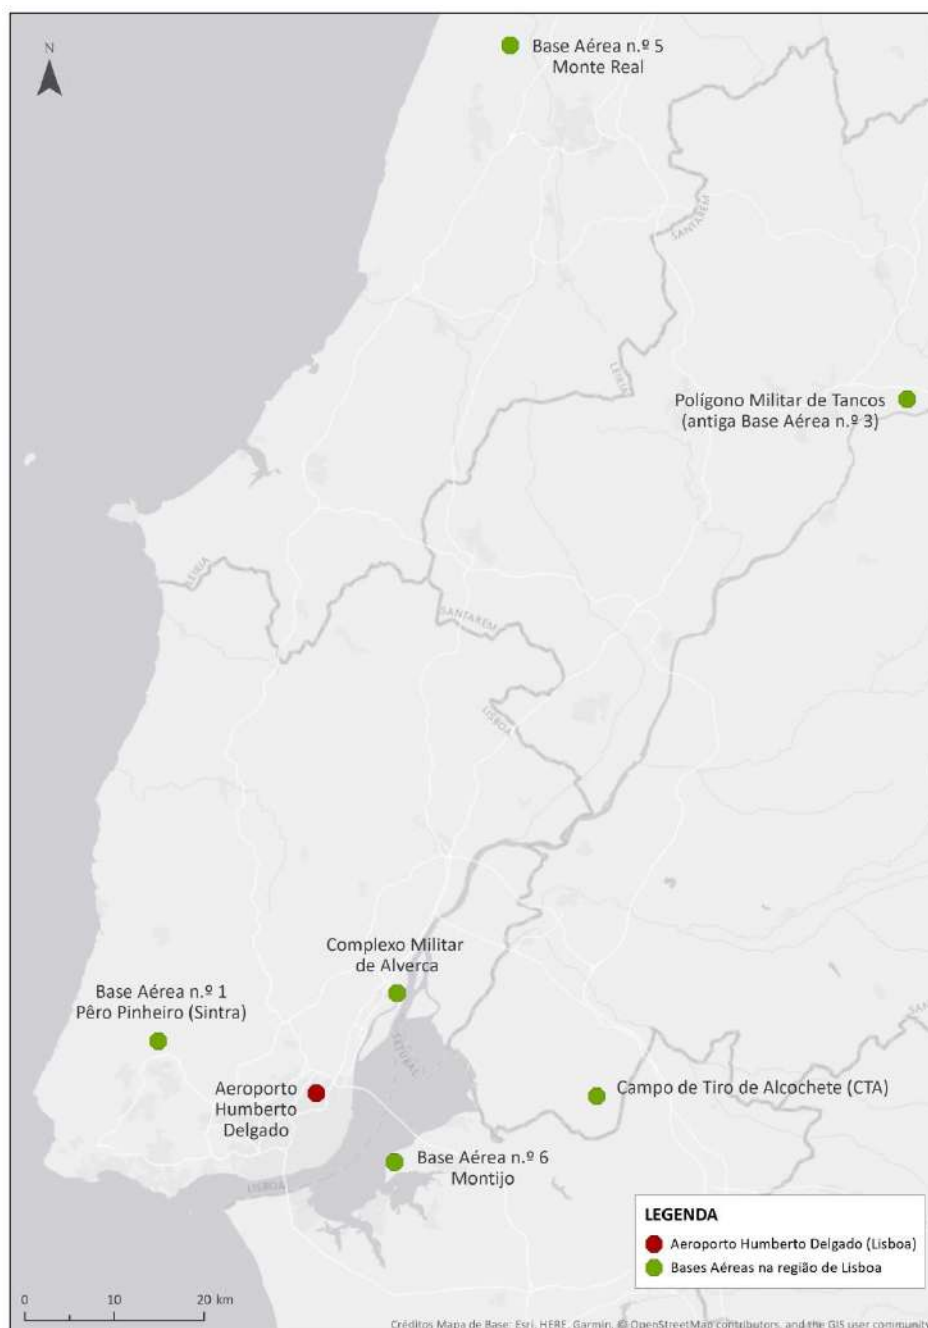 N
Base Aérea n.º 5
Monte Real
SANTARÉM
LEIRIA
Polígono Militar de Tancos
(antiga Base Aérea n.º 3)
LEIRIA
SANTARÉM
LISBOA
Complexo Militar
de Alverca
Base Aérea n.º 1
Pêro Pinheiro (Sintra)
SETÚBAL
Aeroporto
Humberto
Delgado
Campo de Tiro de Alcochete (CTA)
Base Aérea n.º 6
Montijo
LISBOA
LEGENDA
Aeroporto Humberto Delgado (Lisboa)
Bases Aéreas na região de Lisboa
0 10 20 km
Créditos Mapa de Base: Esri, HERE, Garmin, © OpenStreetMap contributors, and the GIS user community